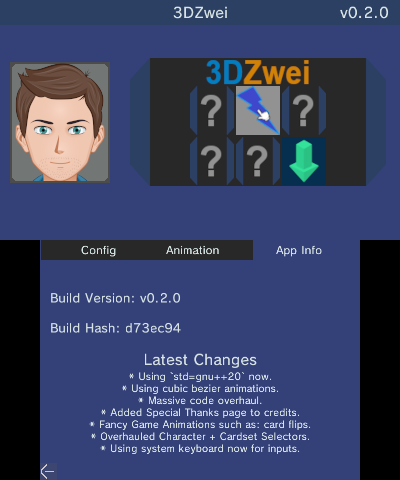 3DZwei
v0.2.0
3DZwei
? ?
? ?
Config
Animation
App Info
Build Version: v0.2.0
Build Hash: d73ec94
Latest Changes
* Using `std=gnu++20` now.
* Using cubic bezier animations.
* Massive code overhaul.
* Added Special Thanks page to credits.
* Fancy Game Animations such as: card flips.
* Overhauled Character + Cardset Selectors.
* Using system keyboard now for inputs.